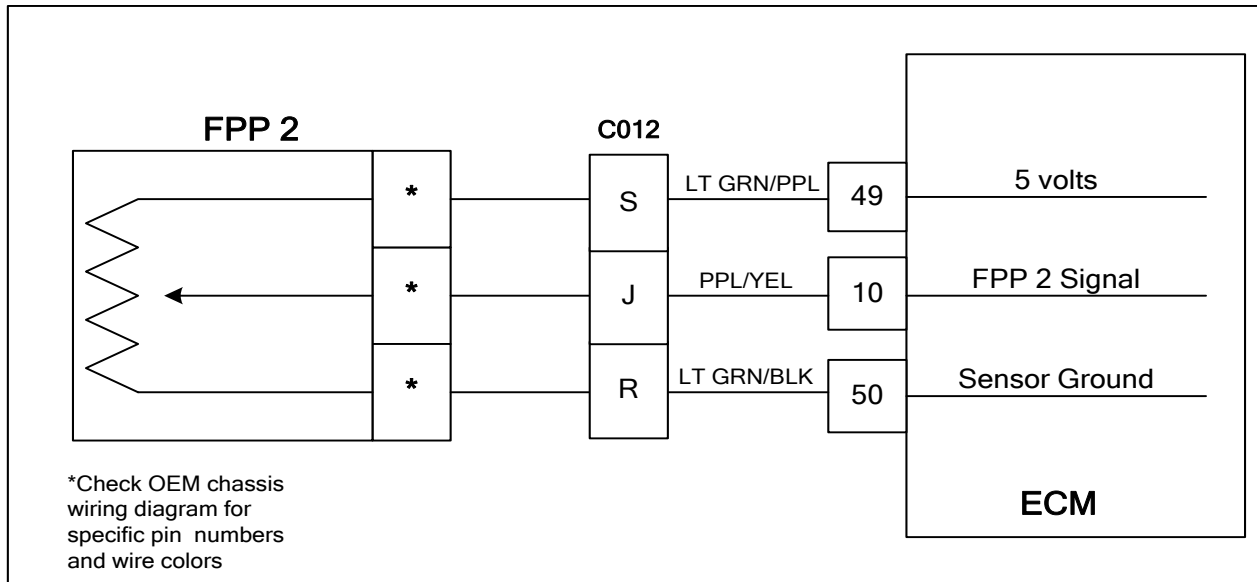 FPP 2
C012
*
S
LT GRN/PPL
49
5 volts
*
J
PPL/YEL
10
FPP 2 Signal
*
R
LT GRN/BLK
50
Sensor Ground
ECM
*Check OEM chassis
wiring diagram for
specific pin numbers
and wire colors